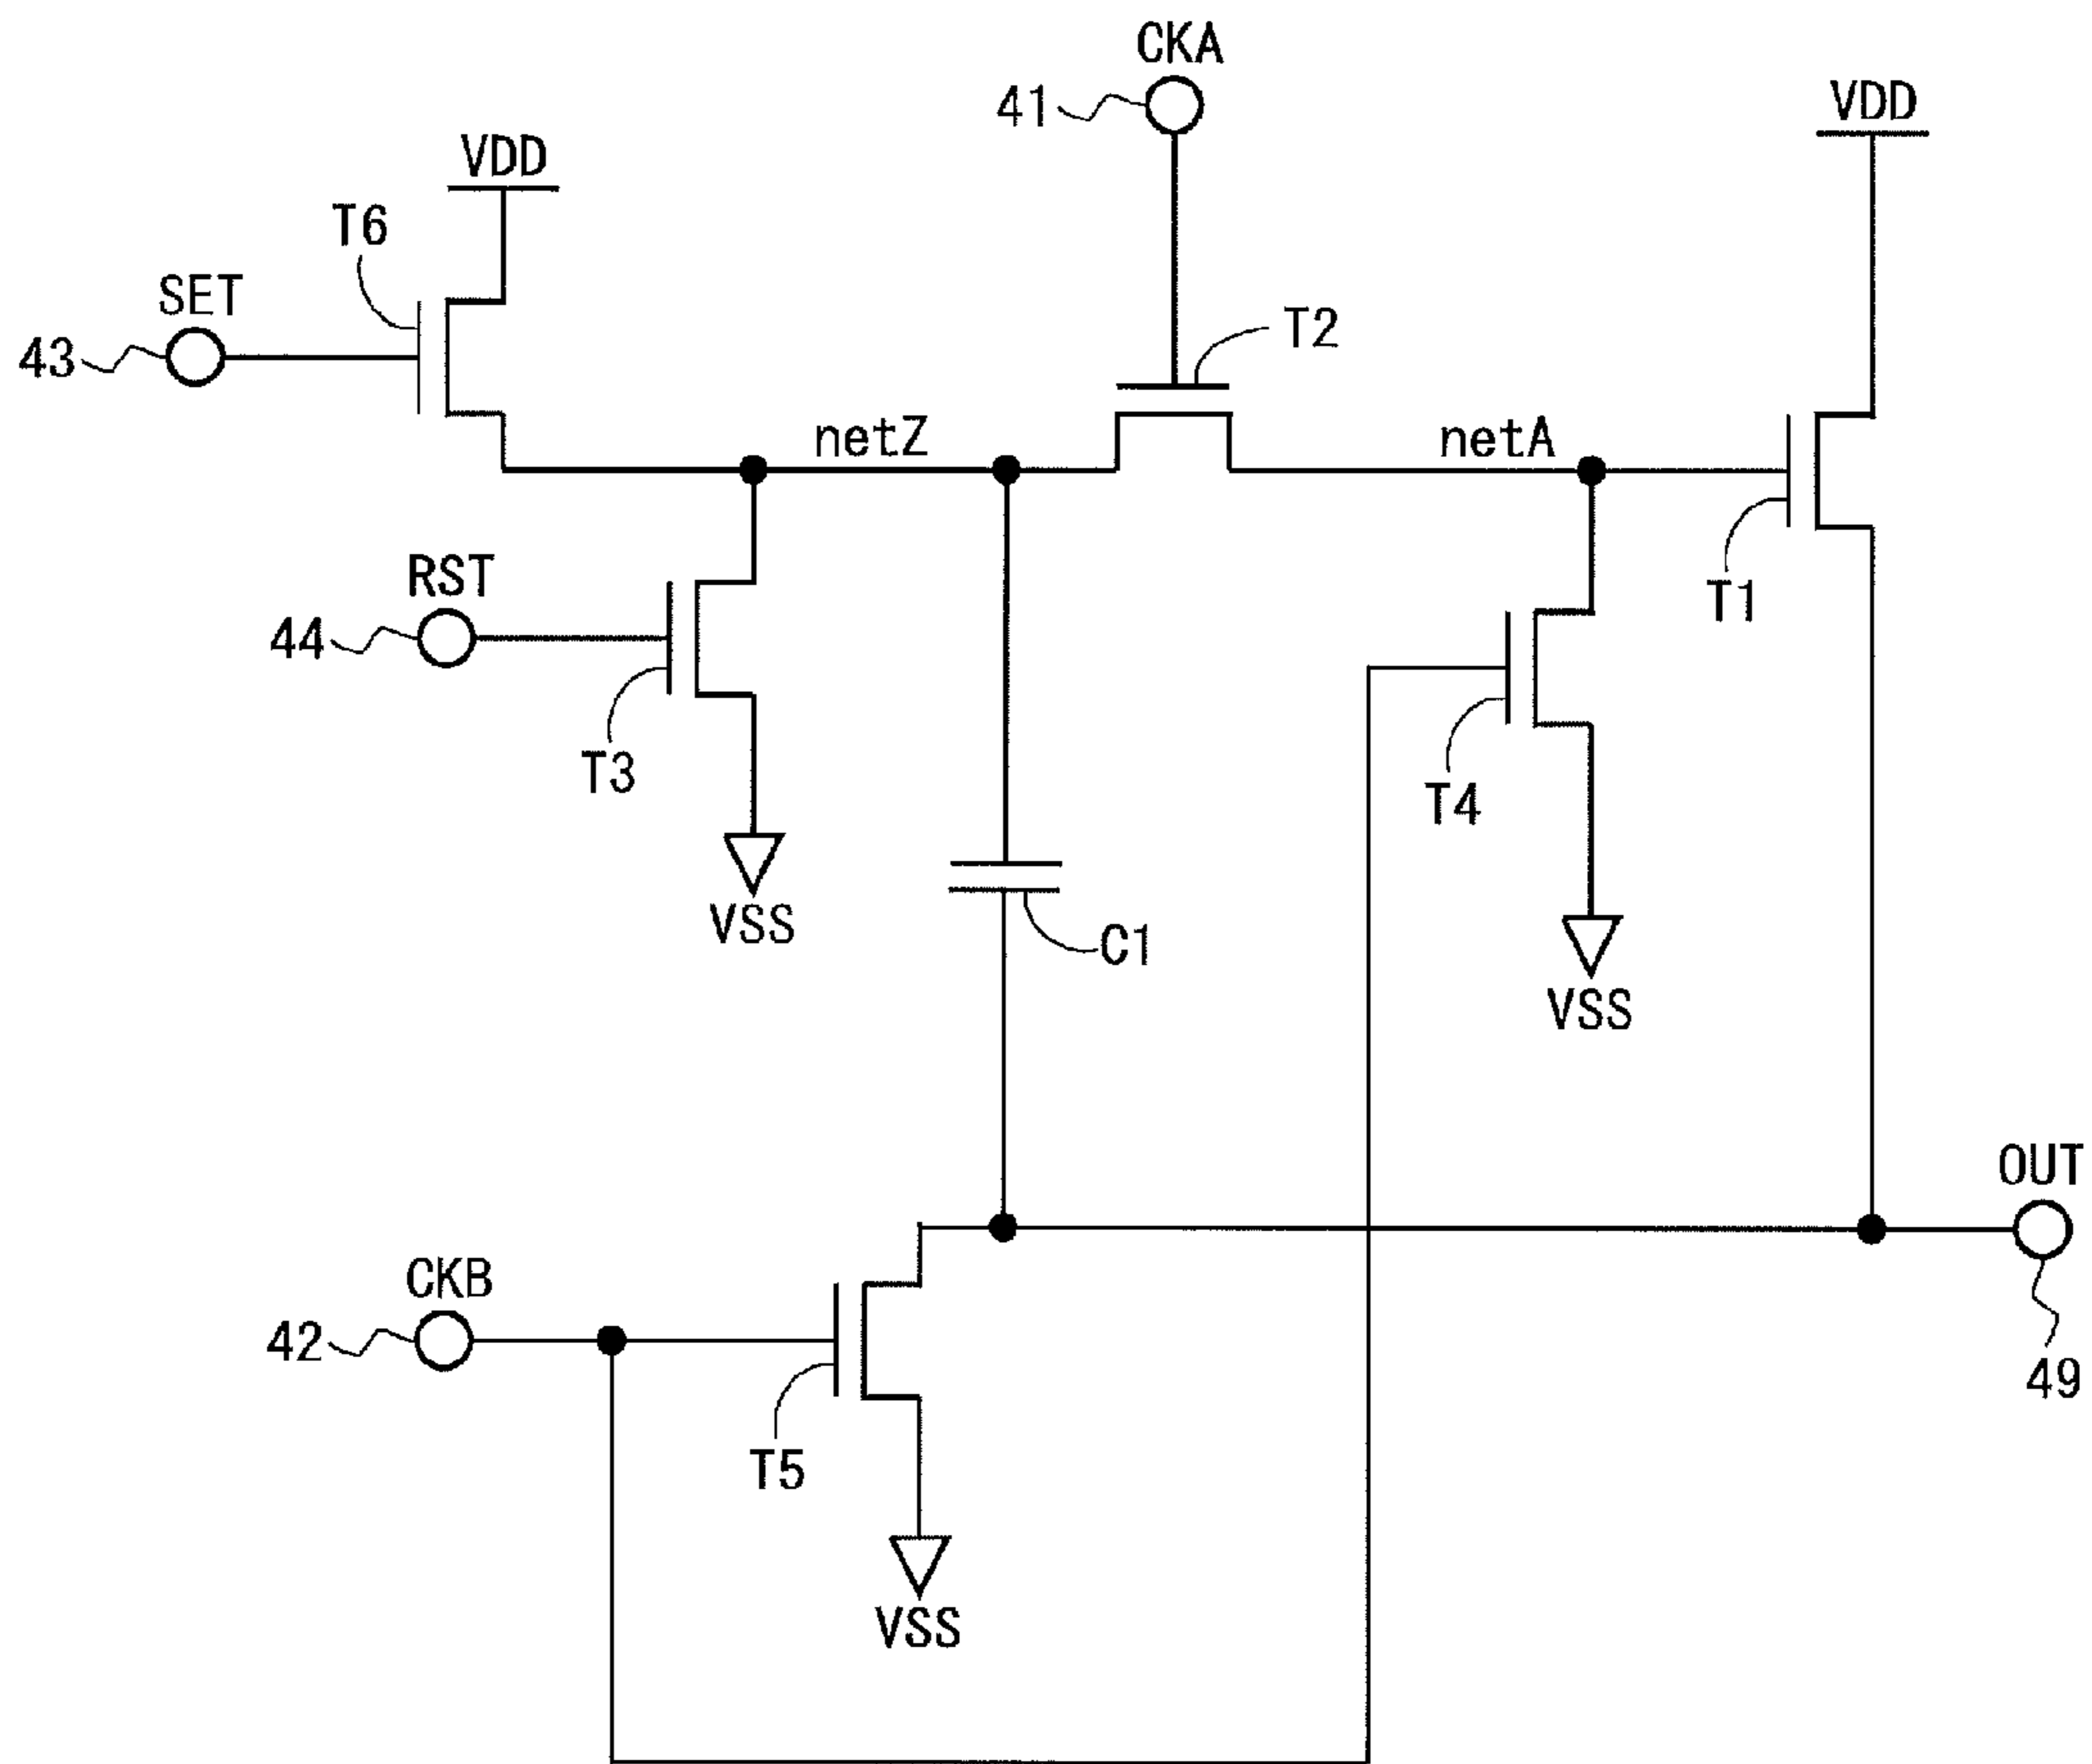 CKA
41
VDD
VDD
T6
SET
43
T2
netZ
netA
RST
44
T1
T3
T4
VSS
C1
VSS
OUT
CKB
42
49
T5
VSS